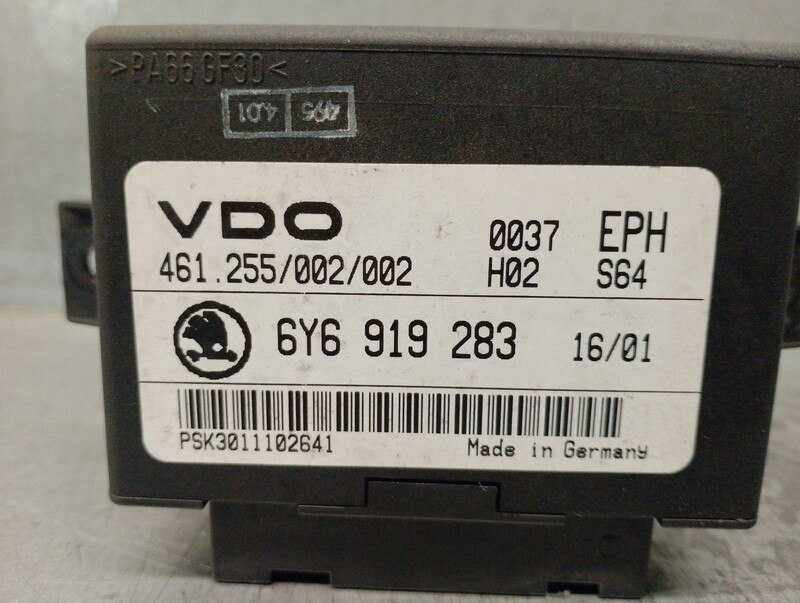 >PA66 GF30<
4.01 495
VDO 0037 EPH
461.255/002/002 H02 S64
6Y6 919 283 16/01
PSK3011102641 Made in Germany